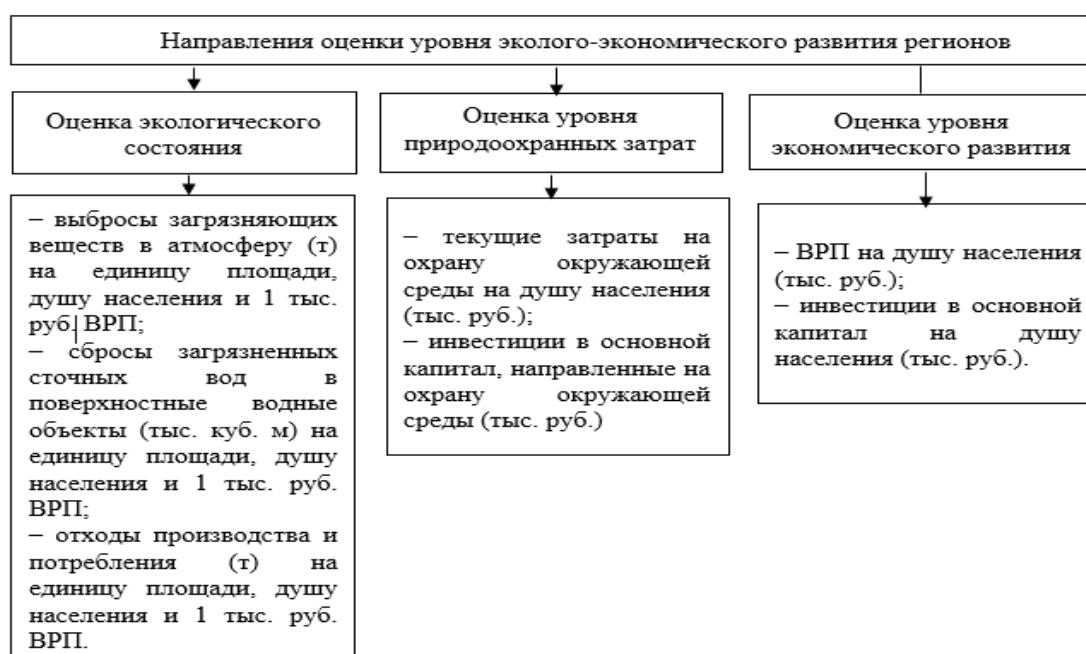 Направления оценки уровня эколого-экономического развития регионов
Оценка экологического
состояния
Оценка уровня
природоохранных затрат
Оценка уровня
экономического развития
– выбросы загрязняющих
веществ в атмосферу (т)
на единицу площади,
душу населения и 1 тыс.
руб. ВРП;
– сбросы загрязненных
сточных вод в
поверхностные водные
объекты (тыс. куб. м) на
единицу площади, душу
населения и 1 тыс. руб.
ВРП;
– отходы производства и
потребления (т) на
единицу площади, душу
населения и 1 тыс. руб.
ВРП.
– текущие затраты на
охрану окружающей
среды на душу населения
(тыс. руб.);
– инвестиции в основной
капитал, направленные на
охрану окружающей
среды (тыс. руб.)
– ВРП на душу населения
(тыс. руб.);
– инвестиции в основной
капитал на душу
населения (тыс. руб.).